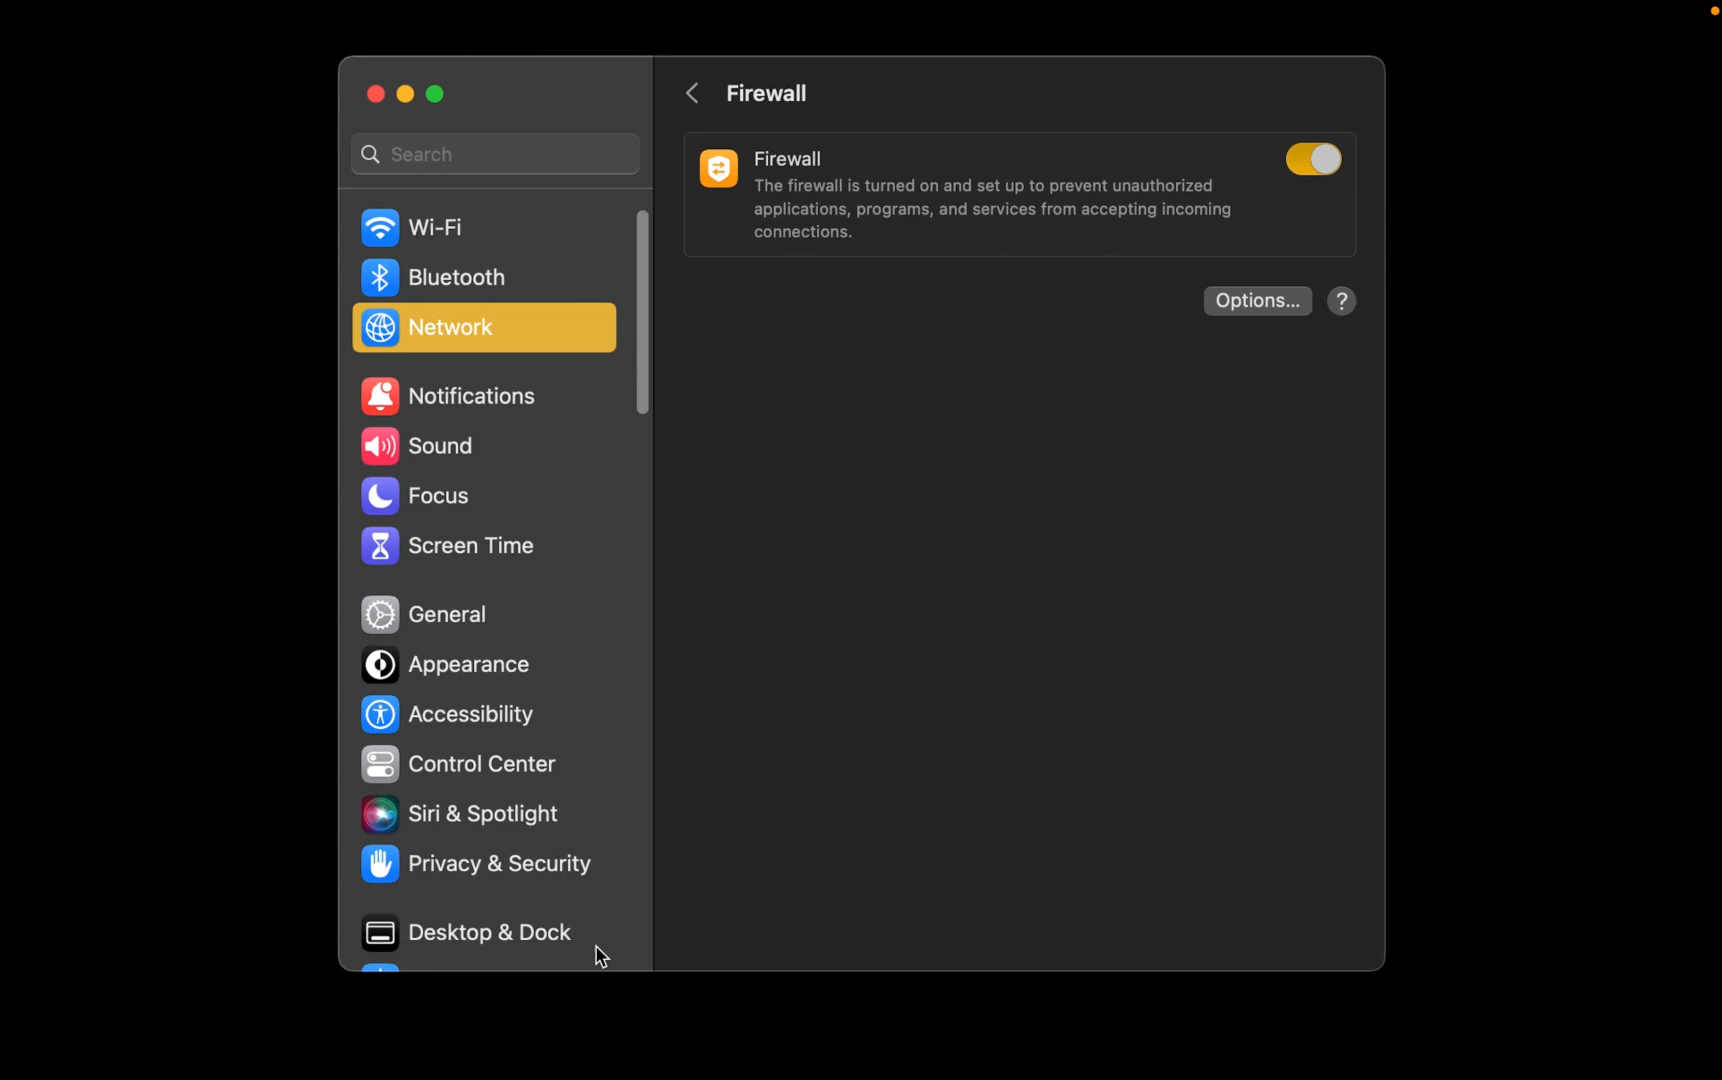 Firewall
Search
Firewall
The firewall is turned on and set up to prevent unauthorized
applications, programs, and services from accepting incoming
connections.
Options...
?
Wi-Fi
Bluetooth
Network
Notifications
Sound
Focus
Screen Time
General
Appearance
Accessibility
Control Center
Siri & Spotlight
Privacy & Security
Desktop & Dock